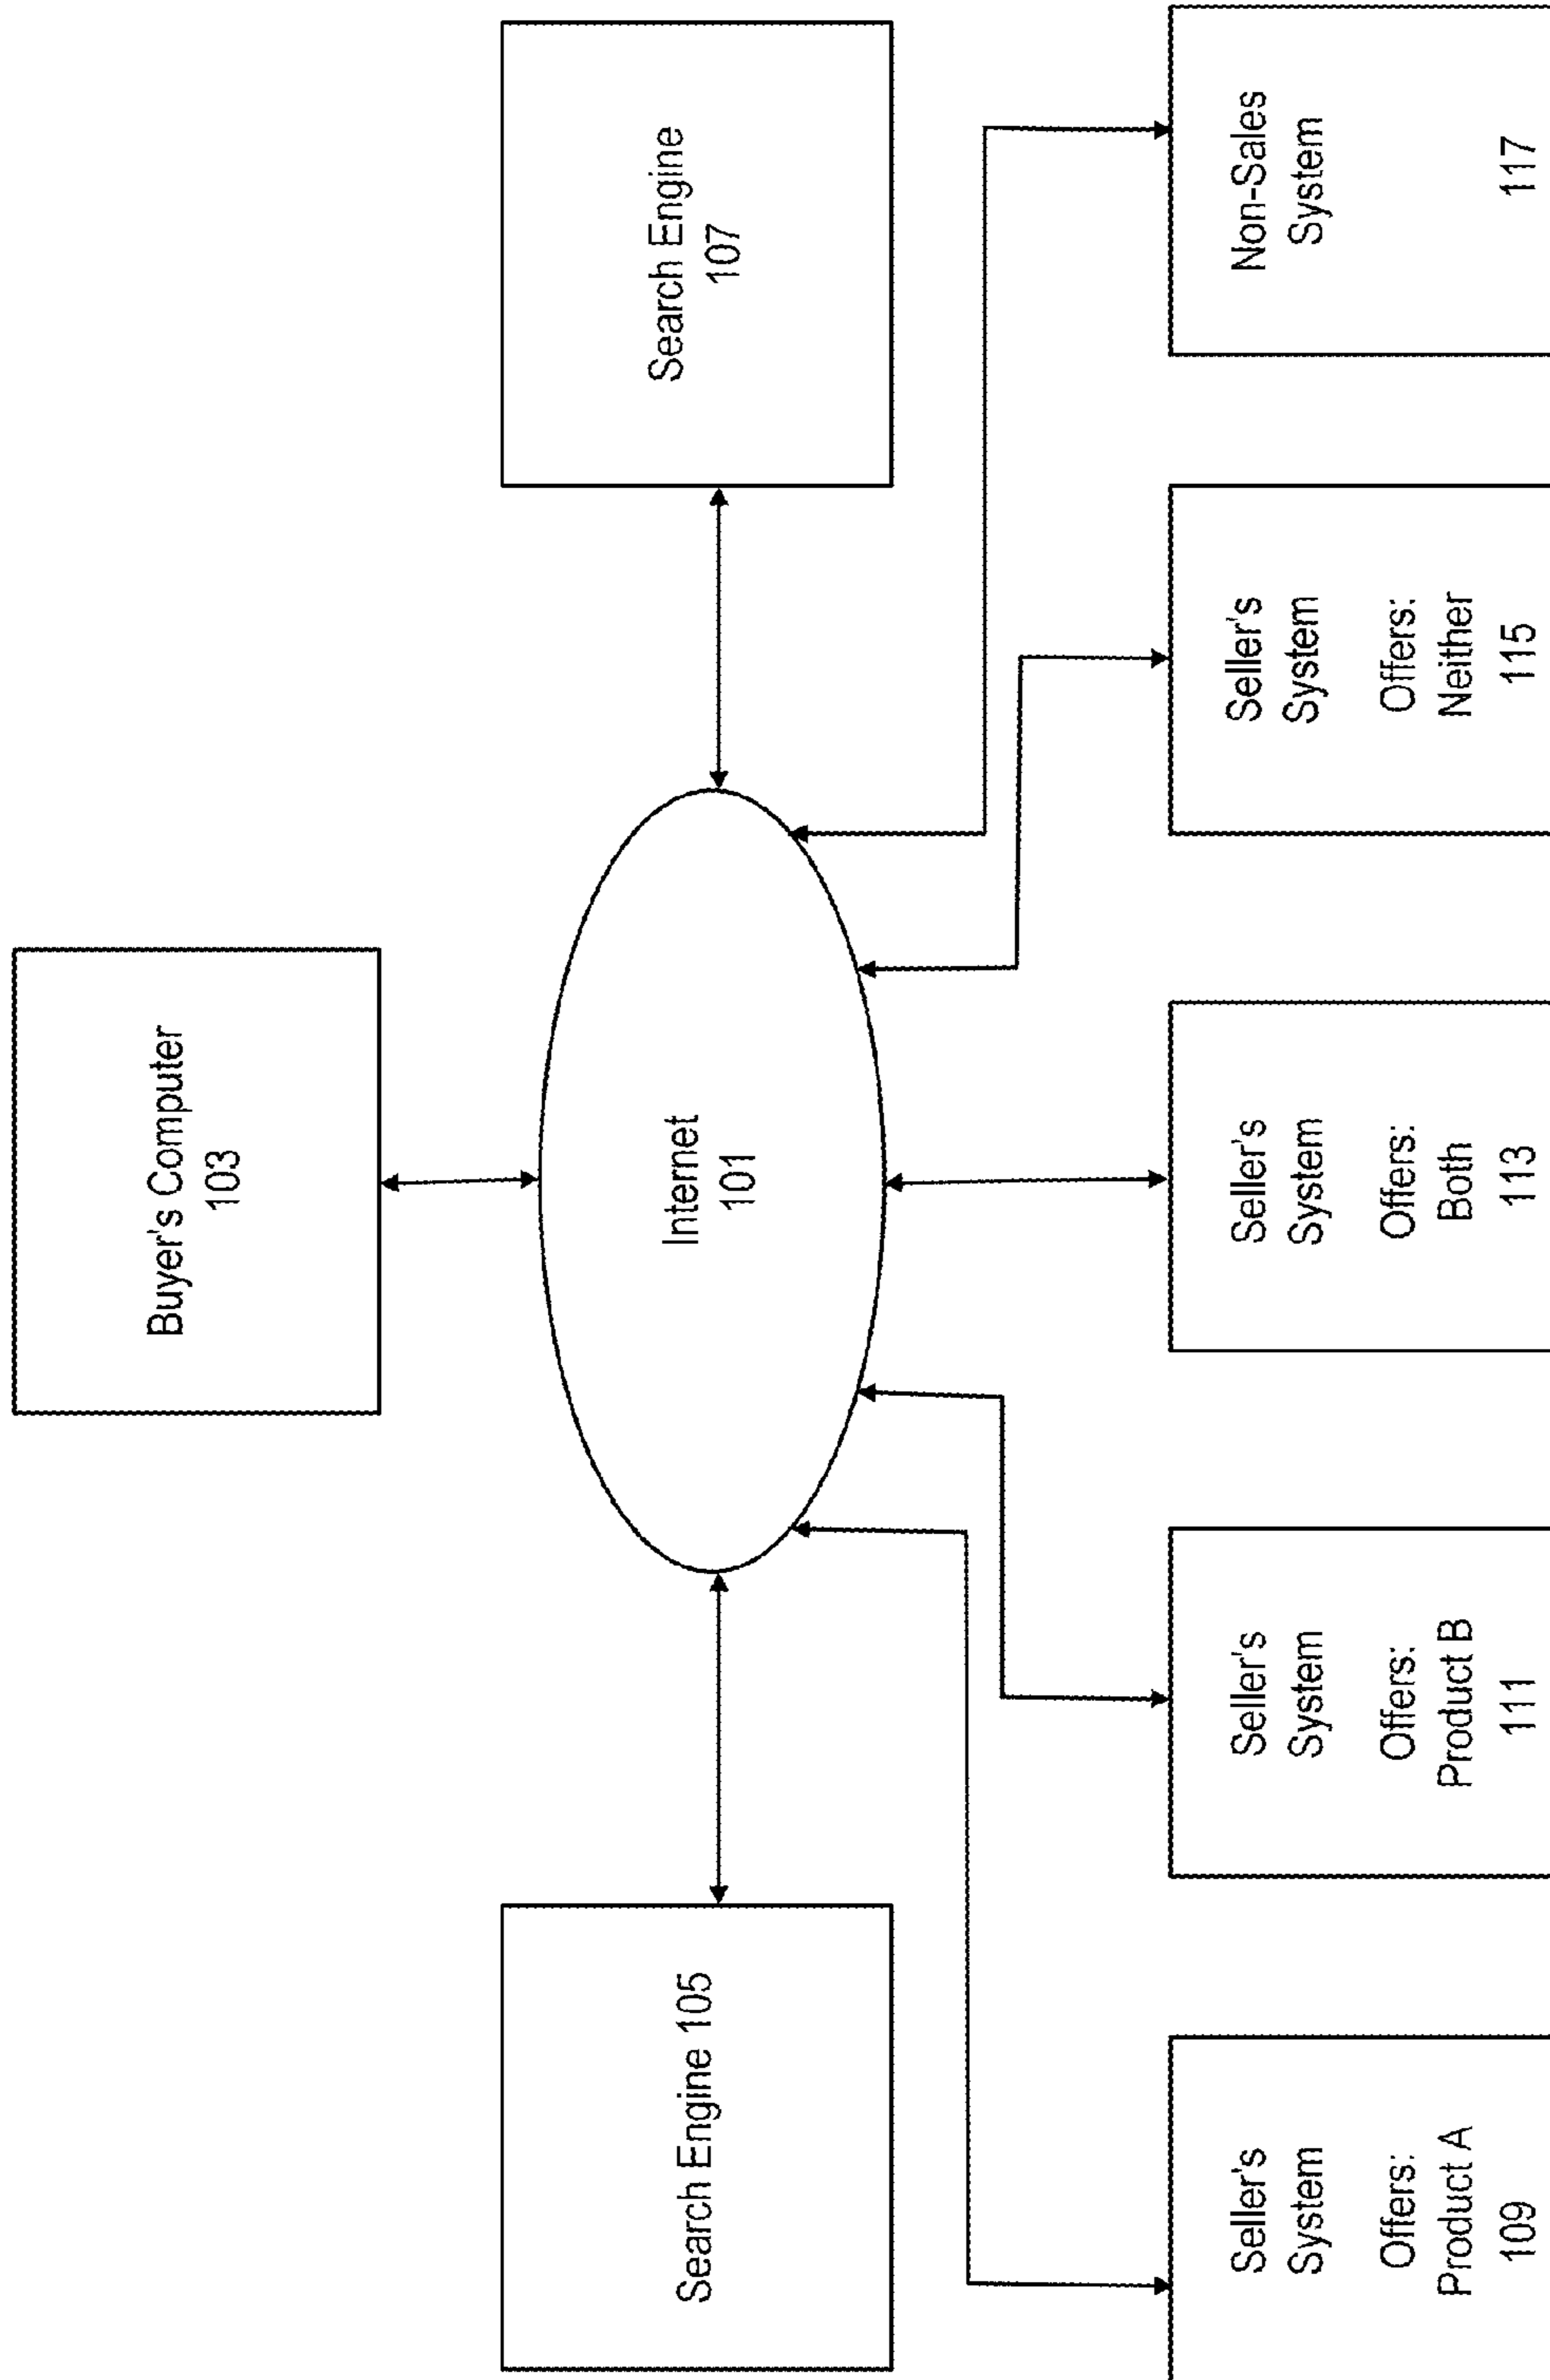 Buyer's Computer
103
Search Engine 105
Internet
101
Search Engine
107
Seller's
System
Offers:
Product A
109
Seller's
System
Offers:
Product B
111
Seller's
System
Offers:
Both
113
Seller's
System
Offers:
Neither
115
Non-Sales
System
117